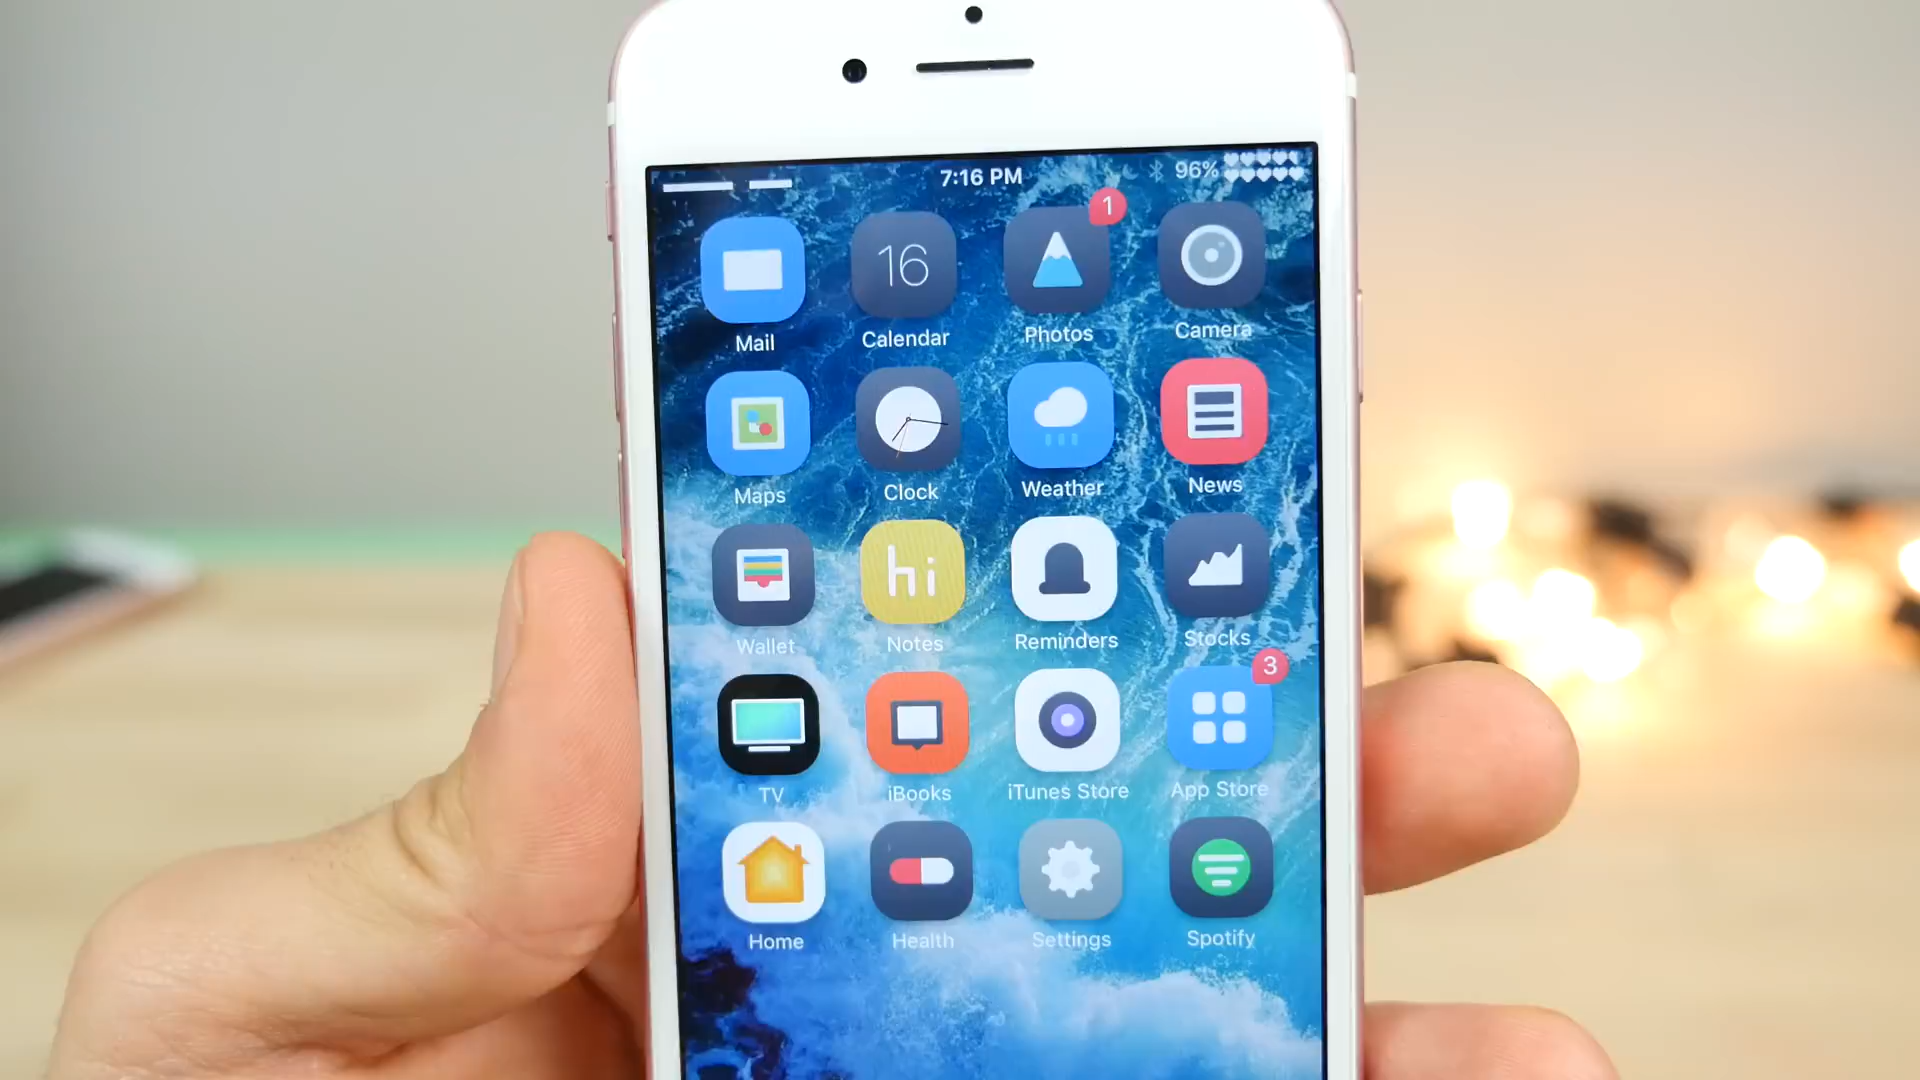 7:16 PM 96%
1
16
Mail Calendar Photos Camera
Maps Clock Weather News
hi
Wallet Notes Reminders Stocks
3
TV iBooks iTunes Store App Store
Home Health Settings Spotify